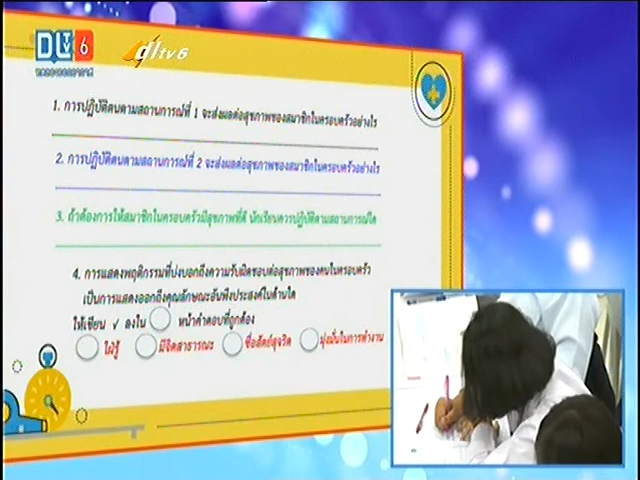 DLTV 6
dltv 6
1. การปฏิบัติตนตามสถานการณ์ที่ 1 จะส่งผลต่อสุขภาพของสมาชิกในครอบครัวอย่างไร
2. การปฏิบัติตนตามสถานการณ์ที่ 2 จะส่งผลต่อสุขภาพของสมาชิกในครอบครัวอย่างไร
3. ถ้าต้องการให้สมาชิกในครอบครัวมีสุขภาพที่ดี นักเรียนควรปฏิบัติตามสถานการณ์ใด
4. การแสดงพฤติกรรมที่บ่งบอกถึงความรับผิดชอบต่อสุขภาพของคนในครอบครัว
เป็นการแสดงออกถึงคุณลักษณะอันพึงประสงค์ในด้านใด
ให้เขียน ✓ ลงใน หน้าคำตอบที่ถูกต้อง
ใฝ่รู้ มีจิตสาธารณะ ซื่อสัตย์สุจริต มุ่งมั่นในการทำงาน